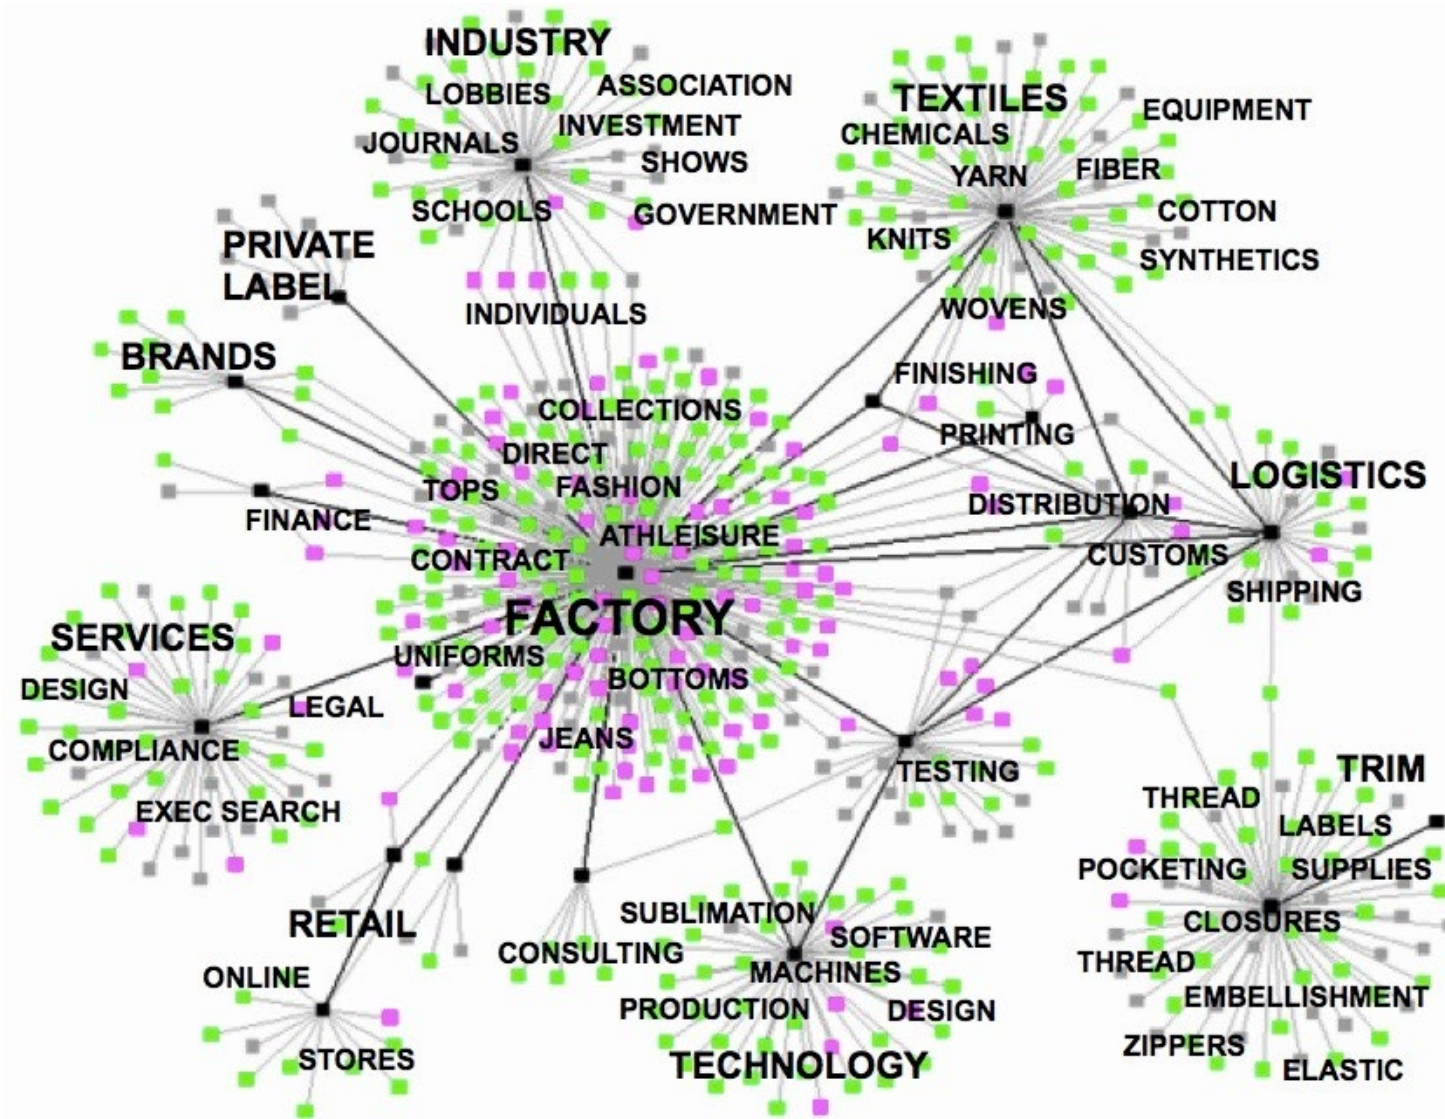 INDUSTRY
LOBBIES
ASSOCIATION
JOURNALS
INVESTMENT
SHOWS
SCHOOLS
GOVERNMENT
INDIVIDUALS
TEXTILES
EQUIPMENT
CHEMICALS
YARN
FIBER
COTTON
KNITS
SYNTHETICS
WOVENS
PRIVATE
LABEL
BRANDS
FINISHING
PRINTING
COLLECTIONS
DIRECT
TOPS
FASHION
FINANCE
ATHLEISURE
CONTRACT
DISTRIBUTION
LOGISTICS
CUSTOMS
SHIPPING
FACTORY
UNIFORMS
BOTTOMS
JEANS
SERVICES
DESIGN
LEGAL
COMPLIANCE
EXEC SEARCH
TESTING
TRIM
THREAD
LABELS
POCKETING
SUPPLIES
CLOSURES
THREAD
EMBELLISHMENT
ZIPPERS
ELASTIC
RETAIL
ONLINE
STORES
CONSULTING
SUBLIMATION
SOFTWARE
MACHINES
PRODUCTION
DESIGN
TECHNOLOGY